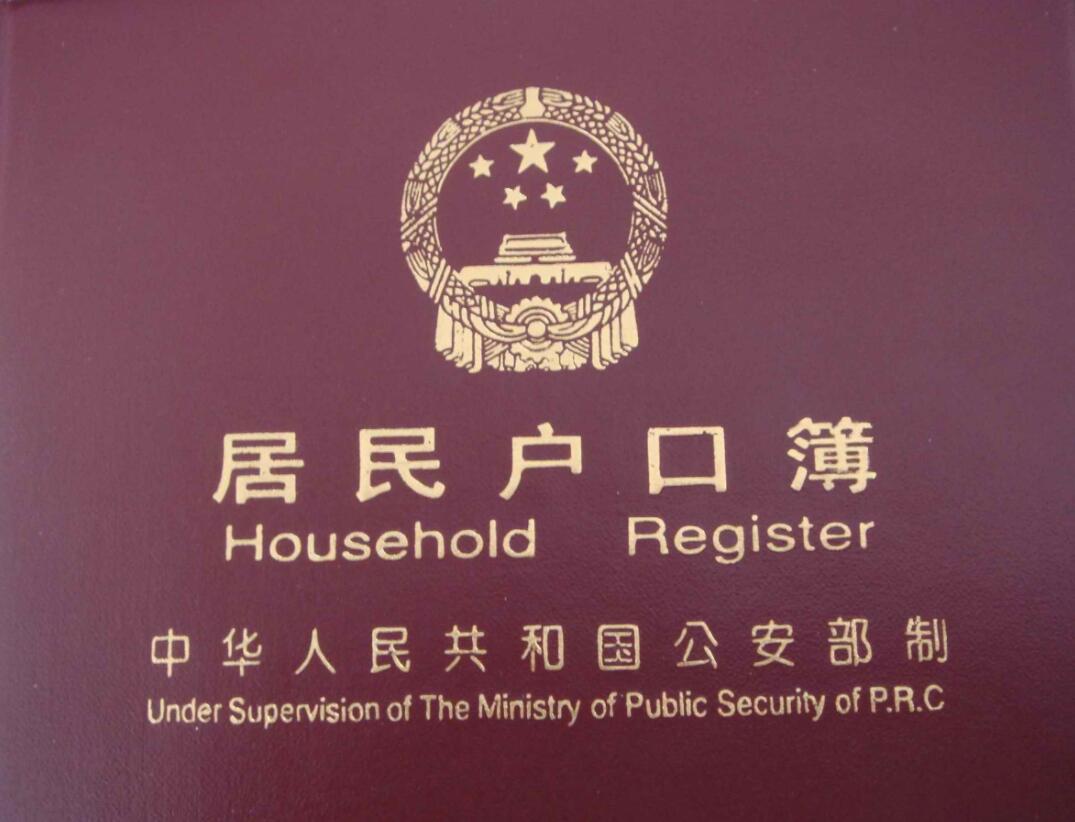 居民户口簿
Household Register
中华人民共和国公安部制
Under Supervision of The Ministry of Public Security of P.R.C